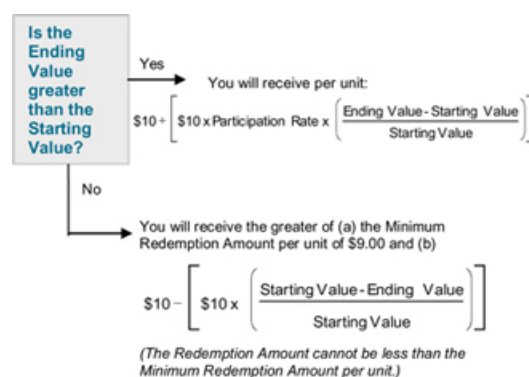 Is the
Ending
Value
greater
than the
Starting
Value?
Yes
You will receive per unit:
$10 + [ $10 x Participation Rate x ( Ending Value - Starting Value
Starting Value ) ]
No
You will receive the greater of (a) the Minimum
Redemption Amount per unit of $9.00 and (b)
$10 − [ $10 x ( Starting Value - Ending Value
Starting Value ) ]
(The Redemption Amount cannot be less than the
Minimum Redemption Amount per unit.)